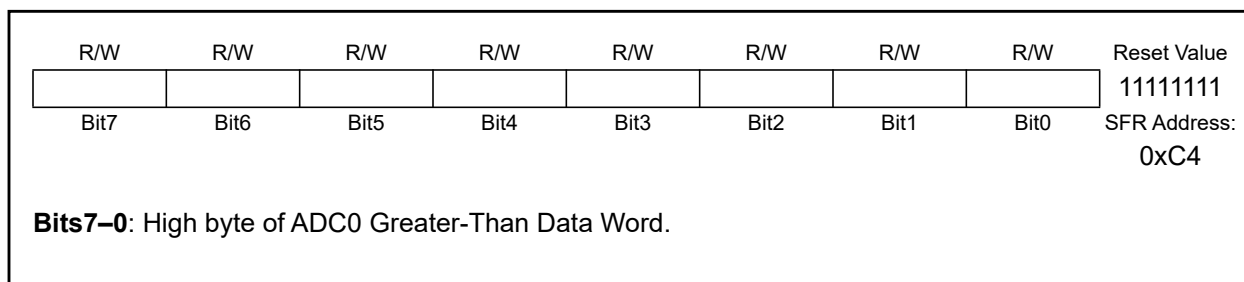 R/W R/W R/W R/W R/W R/W R/W R/W Reset Value
11111111
Bit7 Bit6 Bit5 Bit4 Bit3 Bit2 Bit1 Bit0 SFR Address:
0xC4
Bits7–0: High byte of ADC0 Greater-Than Data Word.